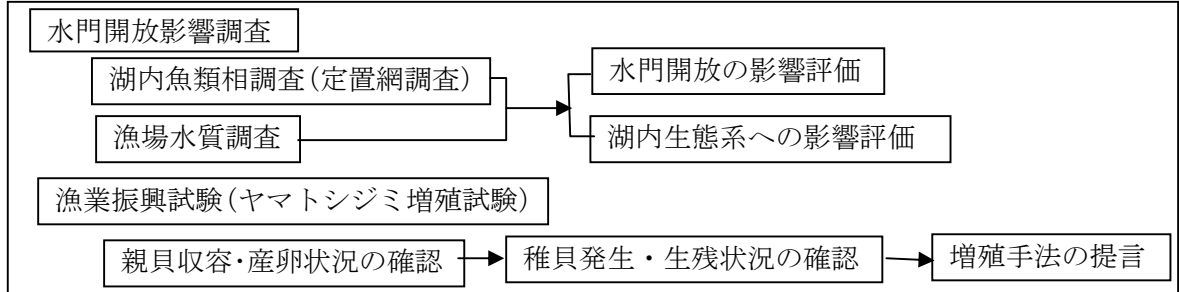 水門開放影響調査
湖内魚類相調査(定置網調査)
水門開放の影響評価
漁場水質調査
湖内生態系への影響評価
漁業振興試験(ヤマトシジミ増殖試験)
親貝収容・産卵状況の確認
稚貝発生・生残状況の確認
増殖手法の提言